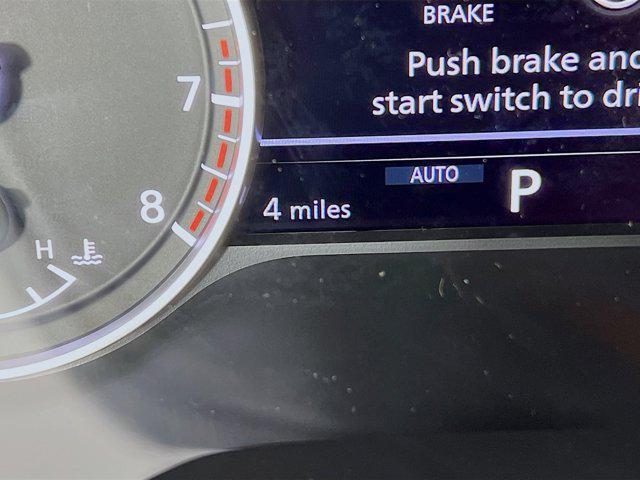 BRAKE
Push brake and
start switch to dri
7
AUTO
P
8
4 miles
H